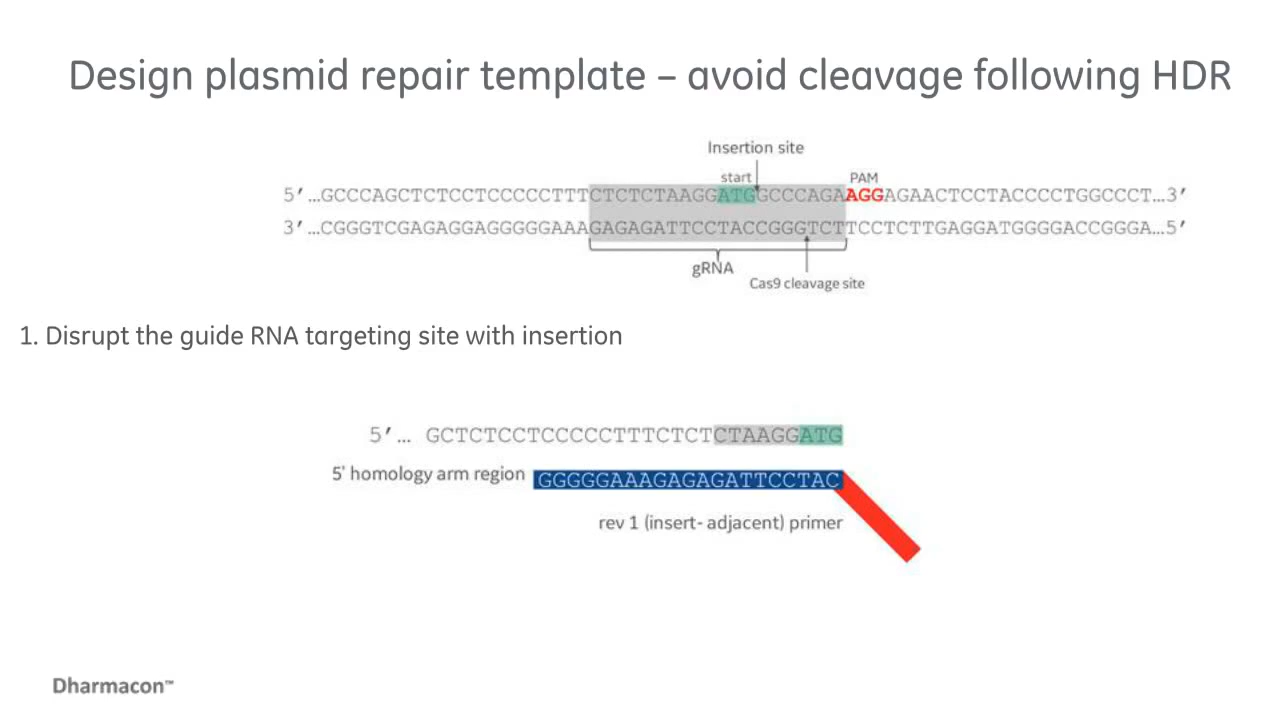 Design plasmid repair template – avoid cleavage following HDR
Insertion site
start
PAM
5′…GCCCAGCTCTCCTCCCCCTTTCTCTCTAAGGATGGCCCAGAAGGAGAACTCCTACCCCTGGCCCT…3′
3′…CGGGTCGAGAGGAGGGGGAAAGAGAGATTCCTACCGGGTCTTCCTCTTGAGGATGGGGACCGGGA…5′
gRNA
Cas9 cleavage site
1. Disrupt the guide RNA targeting site with insertion
5′… GCTCTCCTCCCCCTTTCTCTCTAAGGATG
5' homology arm region GGGGGAAAGAGAGATTCCTAC
rev 1 (insert- adjacent) primer
Dharmacon™